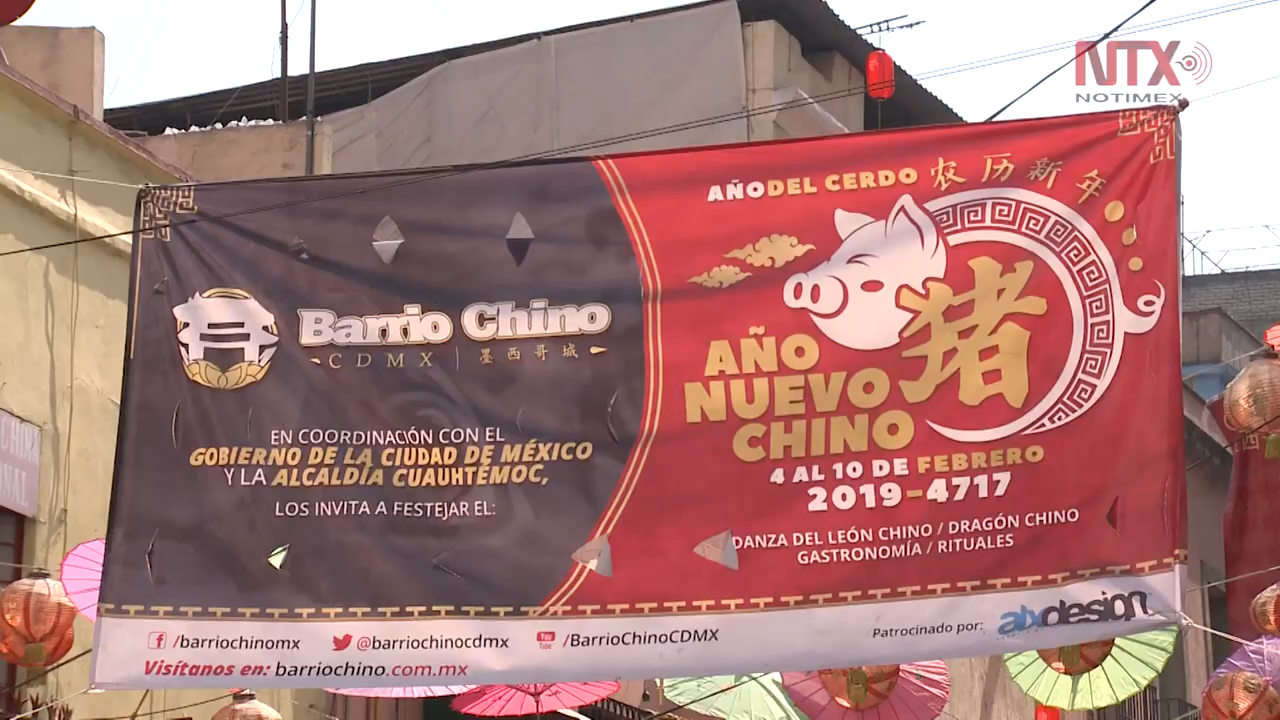 NTX
NOTIMEX
Barrio Chino
CDMX | 墨西哥城
EN COORDINACIÓN CON EL
GOBIERNO DE LA CIUDAD DE MÉXICO
Y LA ALCALDÍA CUAUHTÉMOC,
LOS INVITA A FESTEJAR EL:
AÑO DEL CERDO 农历新年
猪
AÑO
NUEVO
CHINO
4 AL 10 DE FEBRERO
2019-4717
DANZA DEL LEÓN CHINO / DRAGÓN CHINO
GASTRONOMÍA / RITUALES
/barriochinomx @barriochinocdmx You Tube /BarrioChinoCDMX
Visítanos en: barriochino.com.mx
Patrocinado por: alxdesign